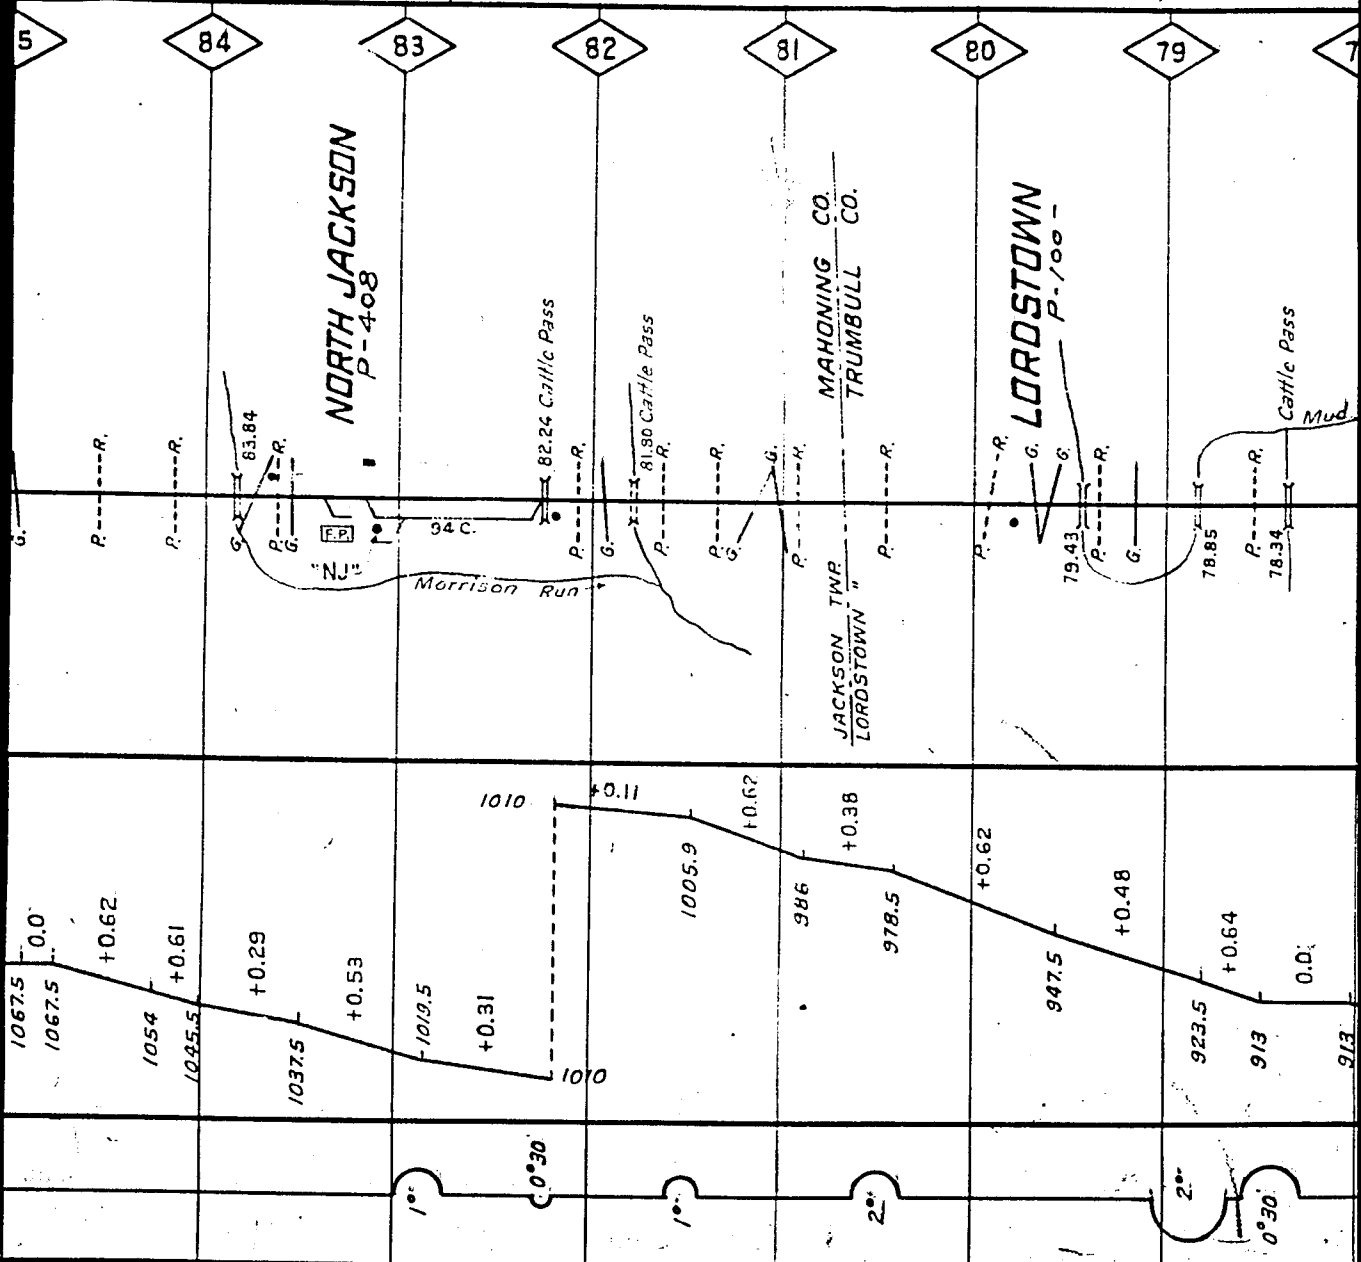 5
84
83
82
81
80
79
7
NORTH JACKSON
P-408
MAHONING CO.
TRUMBULL CO.
LORDSTOWN
P-100-
83.84
82.24 Cattle Pass
81.80 Cattle Pass
Cattle Pass
Mud
G.
P.
R.
P.
R.
G.
P.
R.
G.
P.
R.
G.
P.
R.
P.
R.
G.
G.
P.
R.
P.
R.
P.
R.
G.
G.
P.
R.
G.
P.
R.
F.P.
94 C.
"NJ"
Morrison Run
JACKSON TWP.
LORDSTOWN "
79.43
78.85
78.34
1010
+0.11
+0.62
+0.38
+0.62
+0.48
+0.64
0.0
1005.9
986
978.5
947.5
923.5
913
913
0.0
+0.62
+0.61
+0.29
+0.53
+0.31
1067.5
1067.5
1054
1045.5
1037.5
1019.5
1010
1°
0°30'
1°
2°
2°
0°30'